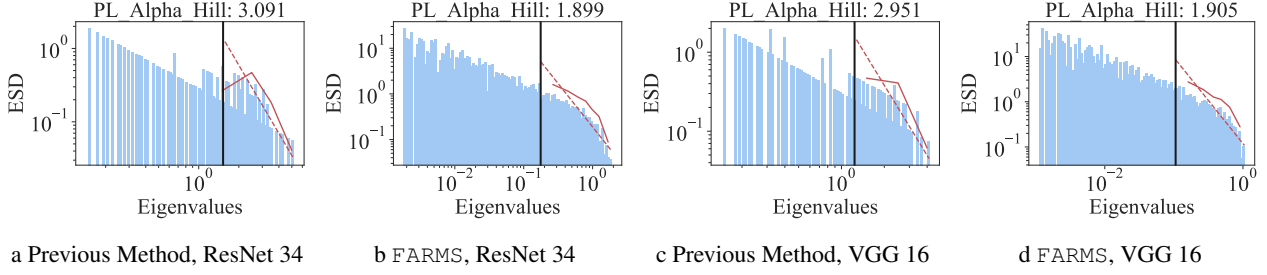 PL_Alpha_Hill: 3.091
ESD
10^0
10^-1
10^0
Eigenvalues
a Previous Method, ResNet 34
PL_Alpha_Hill: 1.899
ESD
10^1
10^0
10^-1
10^-2
10^-1
10^0
Eigenvalues
b FARMS, ResNet 34
PL_Alpha_Hill: 2.951
ESD
10^0
10^-1
10^0
Eigenvalues
c Previous Method, VGG 16
PL_Alpha_Hill: 1.905
ESD
10^1
10^0
10^-1
10^-2
10^0
Eigenvalues
d FARMS, VGG 16